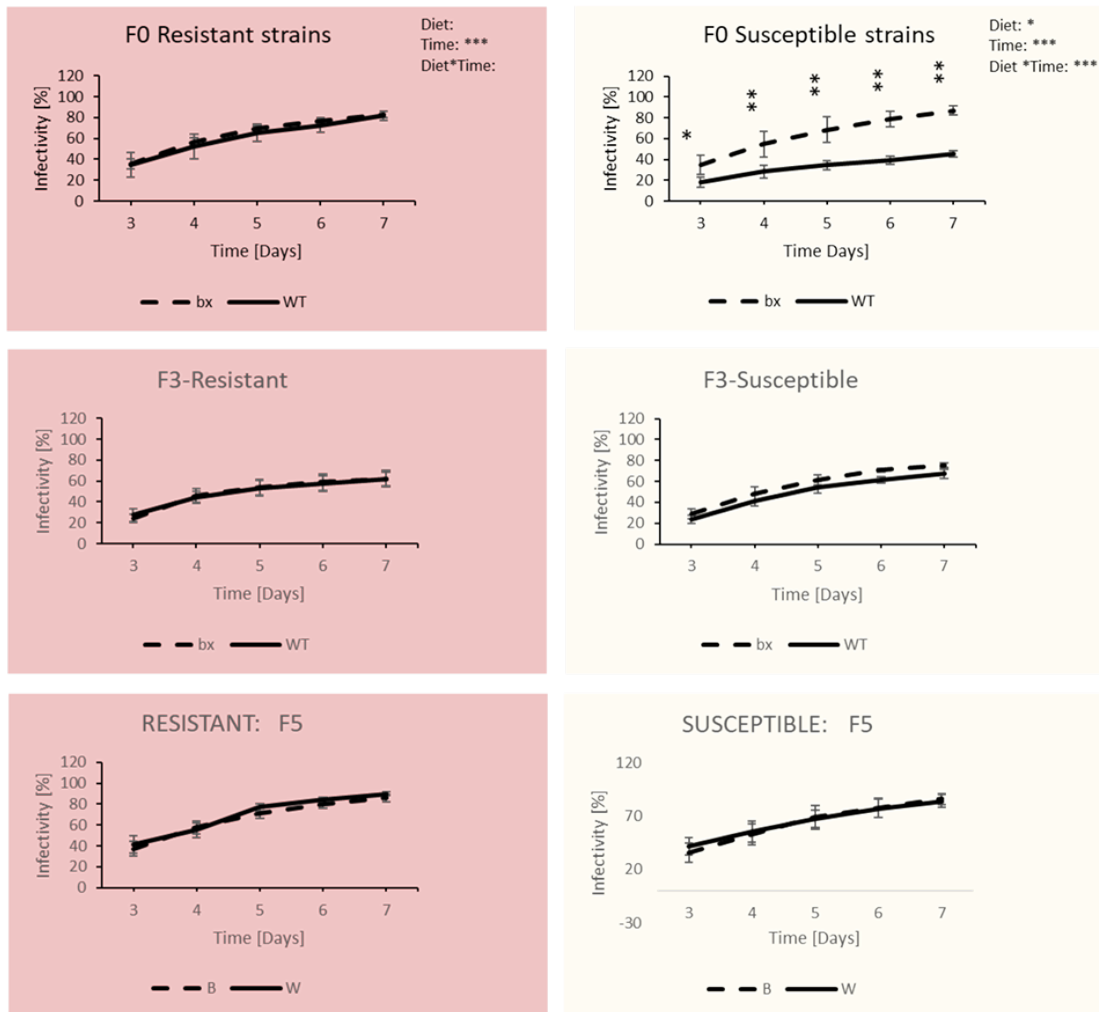 F0 Resistant strains
Diet:
Time: ***
Diet*Time:
Infectivity [%]
120
100
80
60
40
20
0
3 4 5 6 7
Time [Days]
bx WT
F0 Susceptible strains
Diet: *
Time: ***
Diet *Time: ***
Infectivity [%]
120
100
80
60
40
20
0
* ** ** ** **
3 4 5 6 7
Time Days]
bx WT
F3-Resistant
Infectivity [%]
120
100
80
60
40
20
0
3 4 5 6 7
Time [Days]
bx WT
F3-Susceptible
Infectivity [%]
120
100
80
60
40
20
0
3 4 5 6 7
Time [Days]
bx WT
RESISTANT: F5
Infectivity [%]
120
100
80
60
40
20
0
3 4 5 6 7
Time [Days]
B W
SUSCEPTIBLE: F5
Infectivity [%]
120
70
20
-30
3 4 5 6 7
Time [Days]
B W